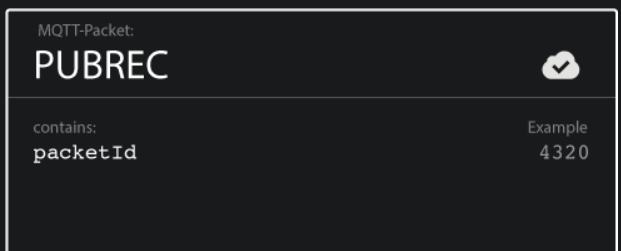 MQTT-Packet:
PUBREC
contains: Example
packetId 4320